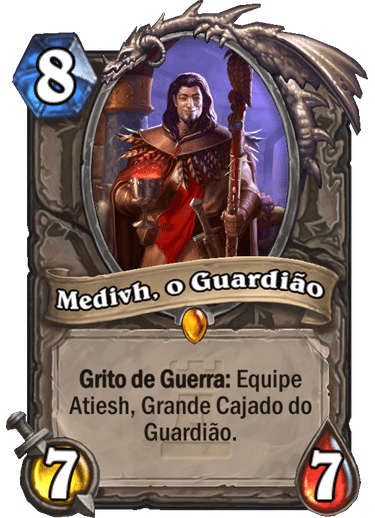 8
Medivh, o Guardião
Grito de Guerra: Equipe
Atiesh, Grande Cajado do
Guardião.
7
7